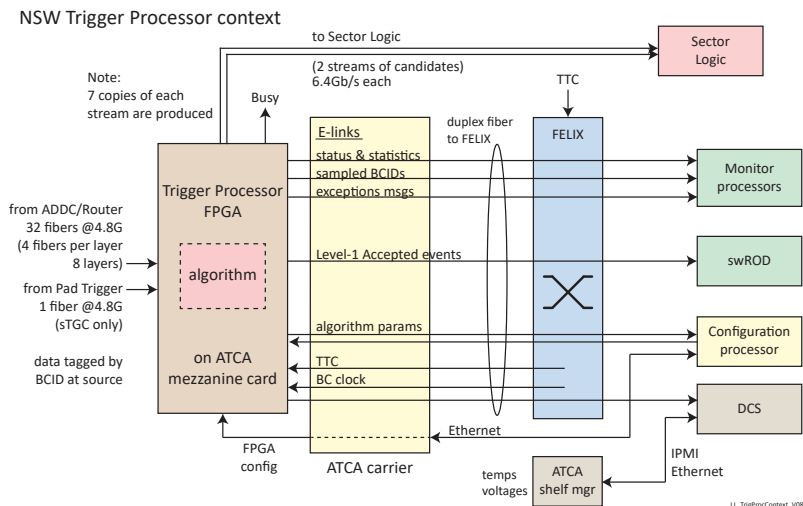 NSW Trigger Processor context
to Sector Logic
(2 streams of candidates)
6.4Gb/s each
Sector
Logic
Note:
7 copies of each
stream are produced
Busy
TTC
E-links
duplex fiber
to FELIX
FELIX
status & statistics
sampled BCIDs
exceptions msgs
Monitor
processors
Trigger Processor
FPGA
from ADDC/Router
32 fibers @4.8G
(4 fibers per layer
8 layers)
algorithm
Level-1 Accepted events
swROD
from Pad Trigger
1 fiber @4.8G
(sTGC only)
algorithm params
Configuration
processor
data tagged by
BCID at source
on ATCA
mezzanine card
TTC
BC clock
DCS
Ethernet
FPGA
config
ATCA carrier
temps
voltages
ATCA
shelf mgr
IPMI
Ethernet
LL_TrigProcContext_V08